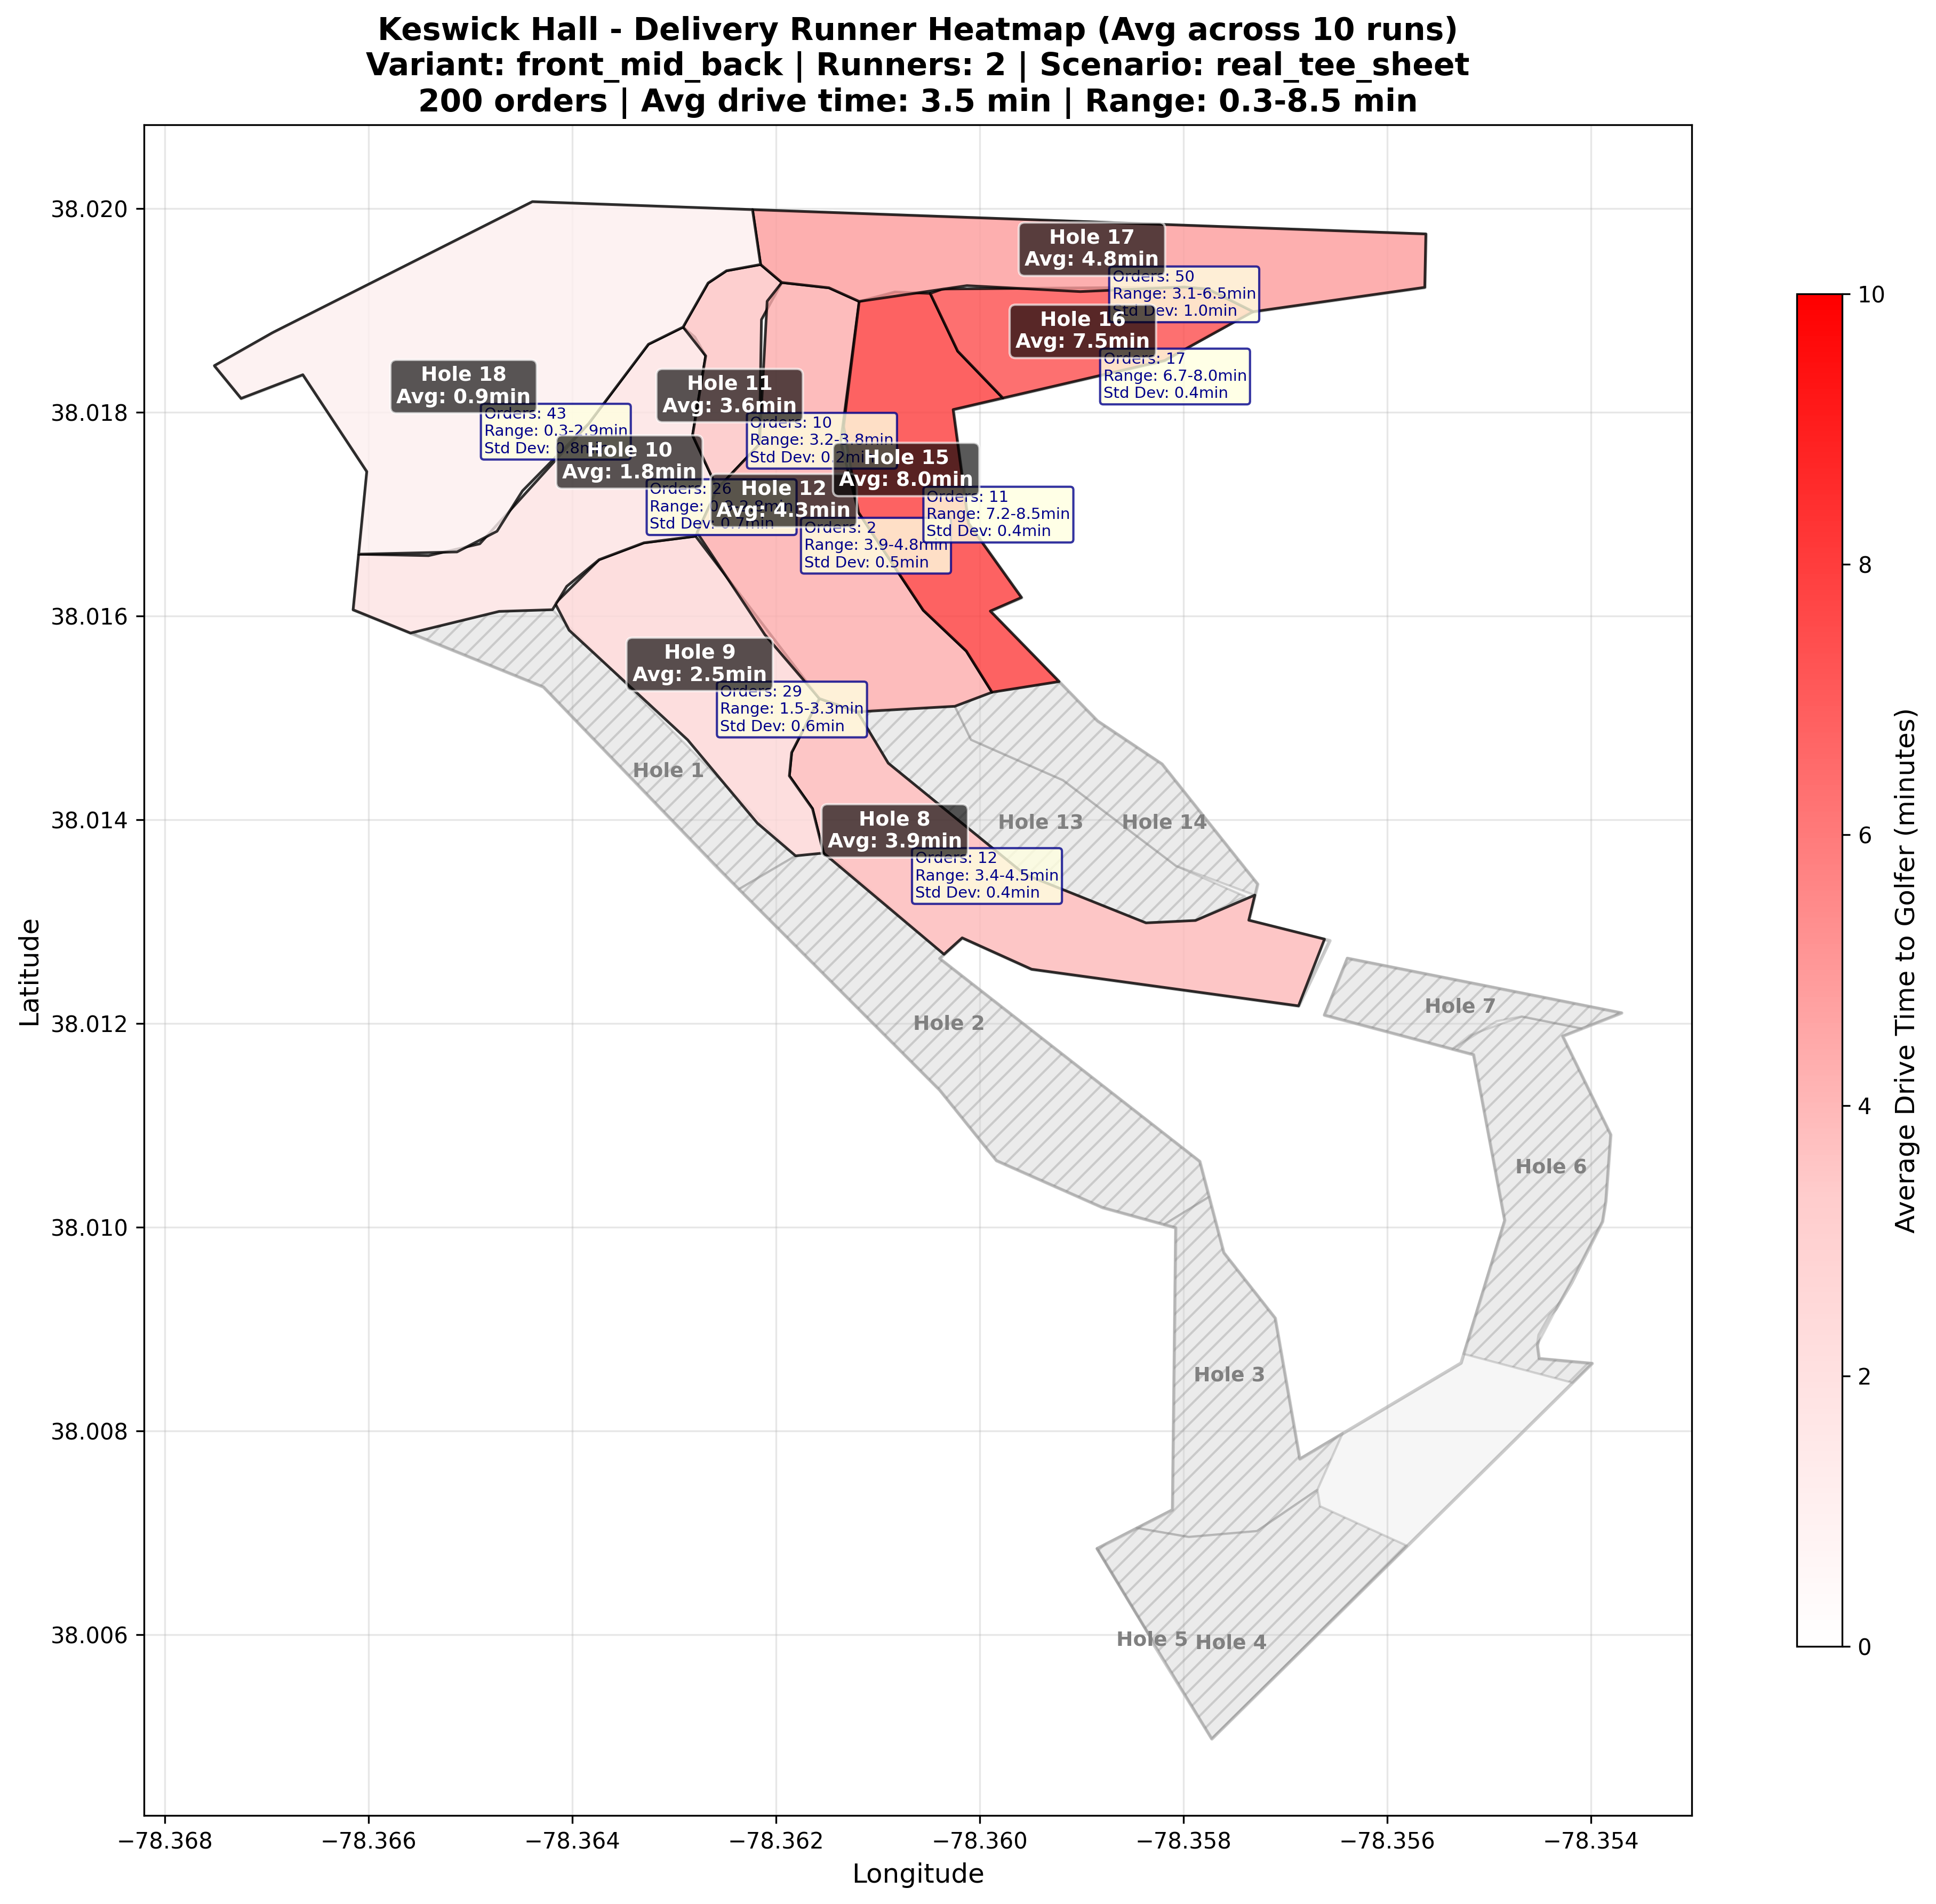 Keswick Hall - Delivery Runner Heatmap (Avg across 10 runs)
Variant: front_mid_back | Runners: 2 | Scenario: real_tee_sheet
200 orders | Avg drive time: 3.5 min | Range: 0.3-8.5 min
38.020
38.018
38.016
38.014
38.012
38.010
38.008
38.006
Latitude
Hole 17
Avg: 4.8min
Orders: 50
Range: 3.1-6.5min
Std Dev: 1.0min
Hole 16
Avg: 7.5min
Orders: 17
Range: 6.7-8.0min
Std Dev: 0.4min
Hole 18
Avg: 0.9min
Orders: 43
Range: 0.3-2.9min
Std Dev: 0.8min
Hole 11
Avg: 3.6min
Orders: 10
Range: 3.2-3.8min
Std Dev: 0.2min
Hole 10
Avg: 1.8min
Orders: 26
Range:
Std Dev: 0.7min
Hole 15
Avg: 8.0min
Orders: 11
Range: 7.2-8.5min
Std Dev: 0.4min
Hole 12
Avg: 4.3min
Orders: 2
Range: 3.9-4.8min
Std Dev: 0.5min
Hole 9
Avg: 2.5min
Orders: 29
Range: 1.5-3.3min
Std Dev: 0.6min
Hole 1
Hole 8
Avg: 3.9min
Orders: 12
Range: 3.4-4.5min
Std Dev: 0.4min
Hole 13
Hole 14
Hole 2
Hole 7
Hole 6
Hole 3
Hole 5
Hole 4
−78.368
−78.366
−78.364
−78.362
−78.360
−78.358
−78.356
−78.354
Longitude
10
8
6
4
2
0
Average Drive Time to Golfer (minutes)